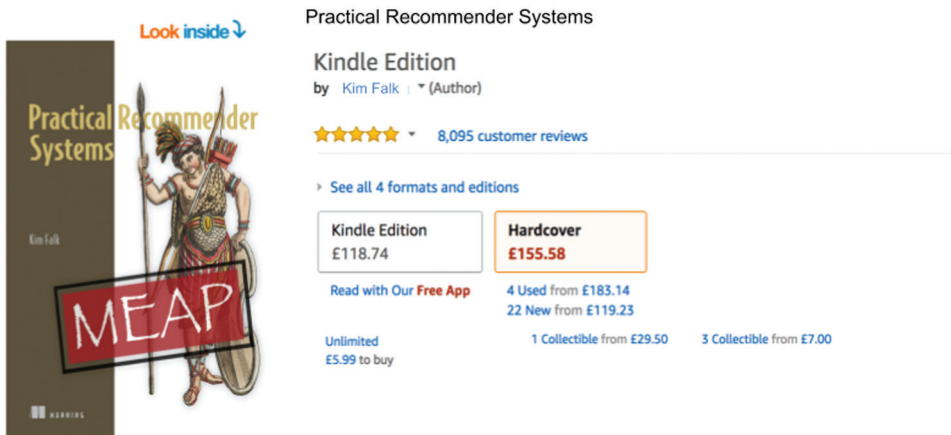 Look inside
Practical Recommender Systems
Kindle Edition
by Kim Falk (Author)
8,095 customer reviews
See all 4 formats and editions
Kindle Edition
£118.74
Hardcover
£155.58
Read with Our Free App
4 Used from £183.14
22 New from £119.23
Unlimited
£5.99 to buy
1 Collectible from £29.50
3 Collectible from £7.00
Practical Recommender
Systems
Kim Falk
MEAP
MANNING